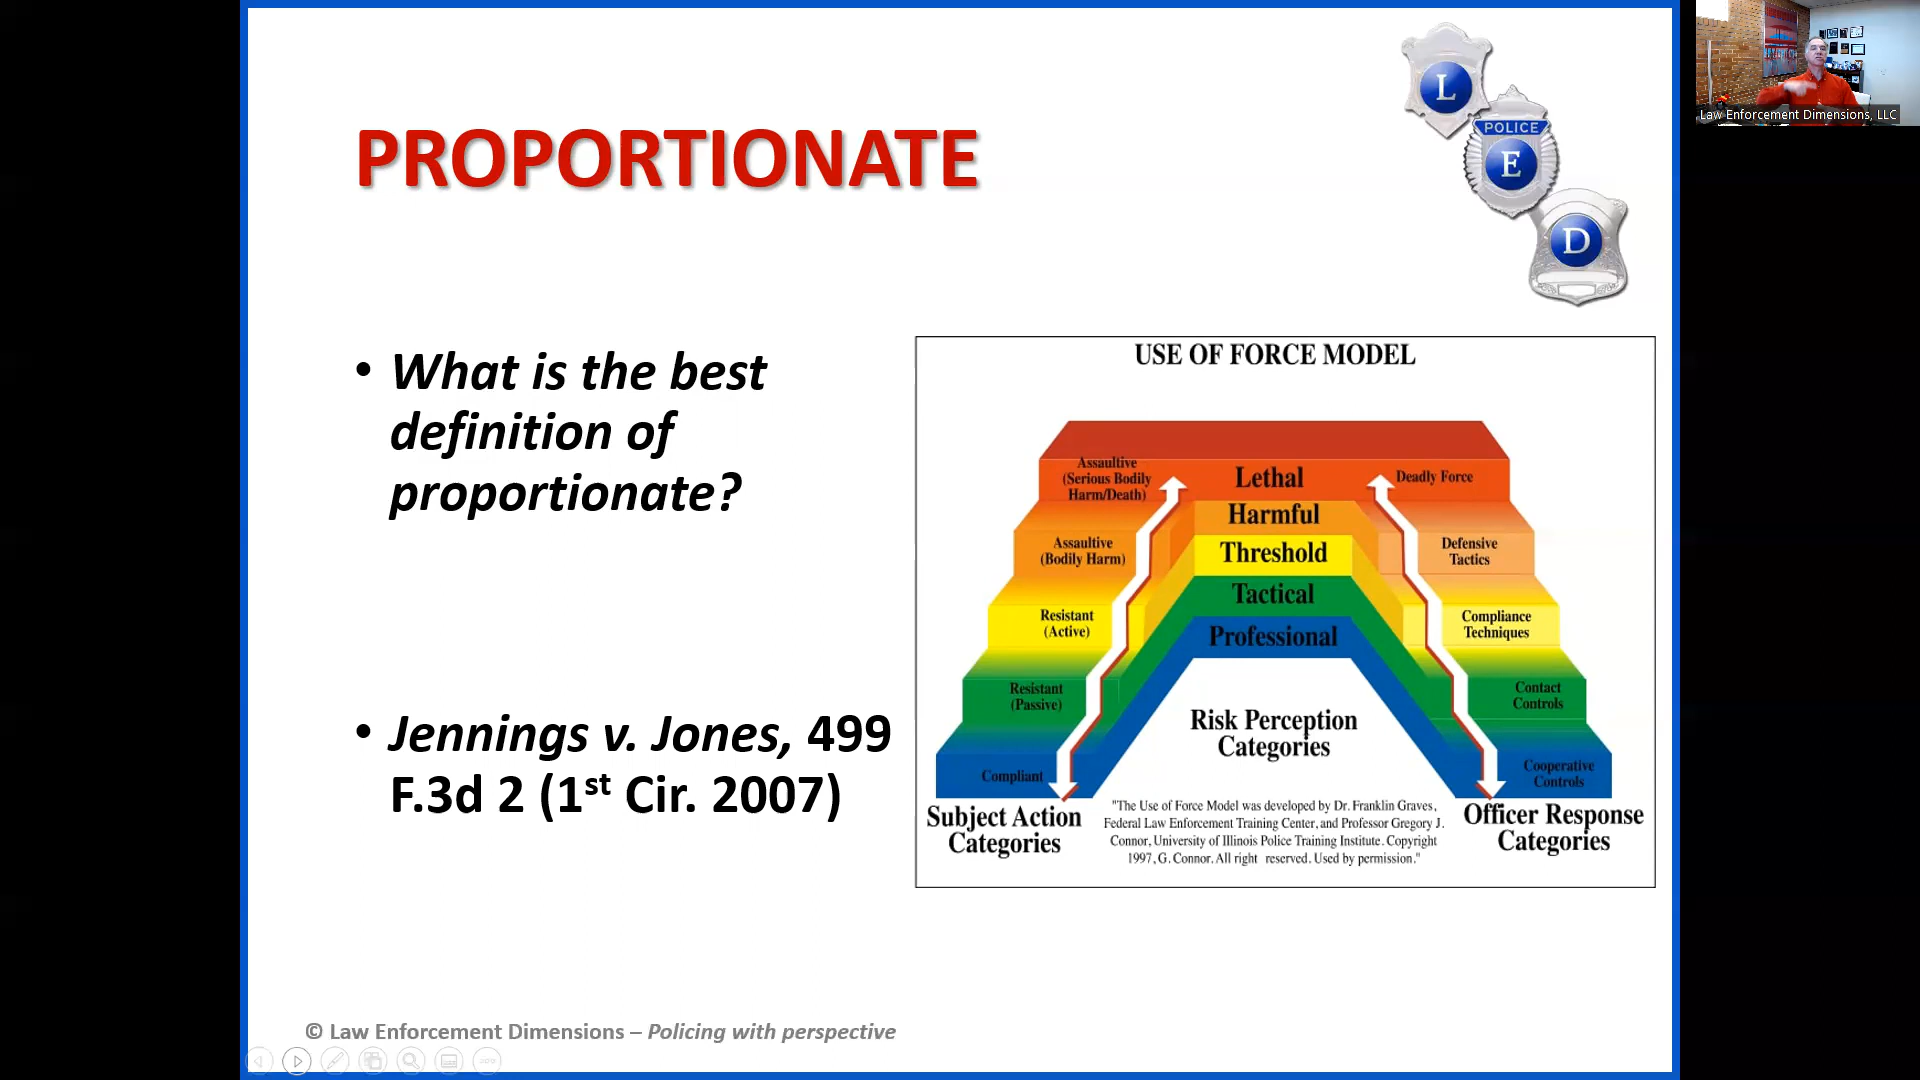 PROPORTIONATE
L
POLICE
E
D
Law Enforcement Dimensions, LLC
• What is the best
definition of
proportionate?
• Jennings v. Jones, 499
F.3d 2 (1st Cir. 2007)
USE OF FORCE MODEL
Assaultive
(Serious Bodily
Harm/Death)
Lethal
Deadly Force
Harmful
Assaultive
(Bodily Harm)
Threshold
Defensive
Tactics
Tactical
Resistant
(Active)
Professional
Compliance
Techniques
Resistant
(Passive)
Contact
Controls
Risk Perception
Categories
Compliant
Cooperative
Controls
Subject Action
Categories
"The Use of Force Model was developed by Dr. Franklin Graves,
Federal Law Enforcement Training Center, and Professor Gregory J.
Connor, University of Illinois Police Training Institute. Copyright
1997, G. Connor. All right reserved. Used by permission."
Officer Response
Categories
© Law Enforcement Dimensions – Policing with perspective